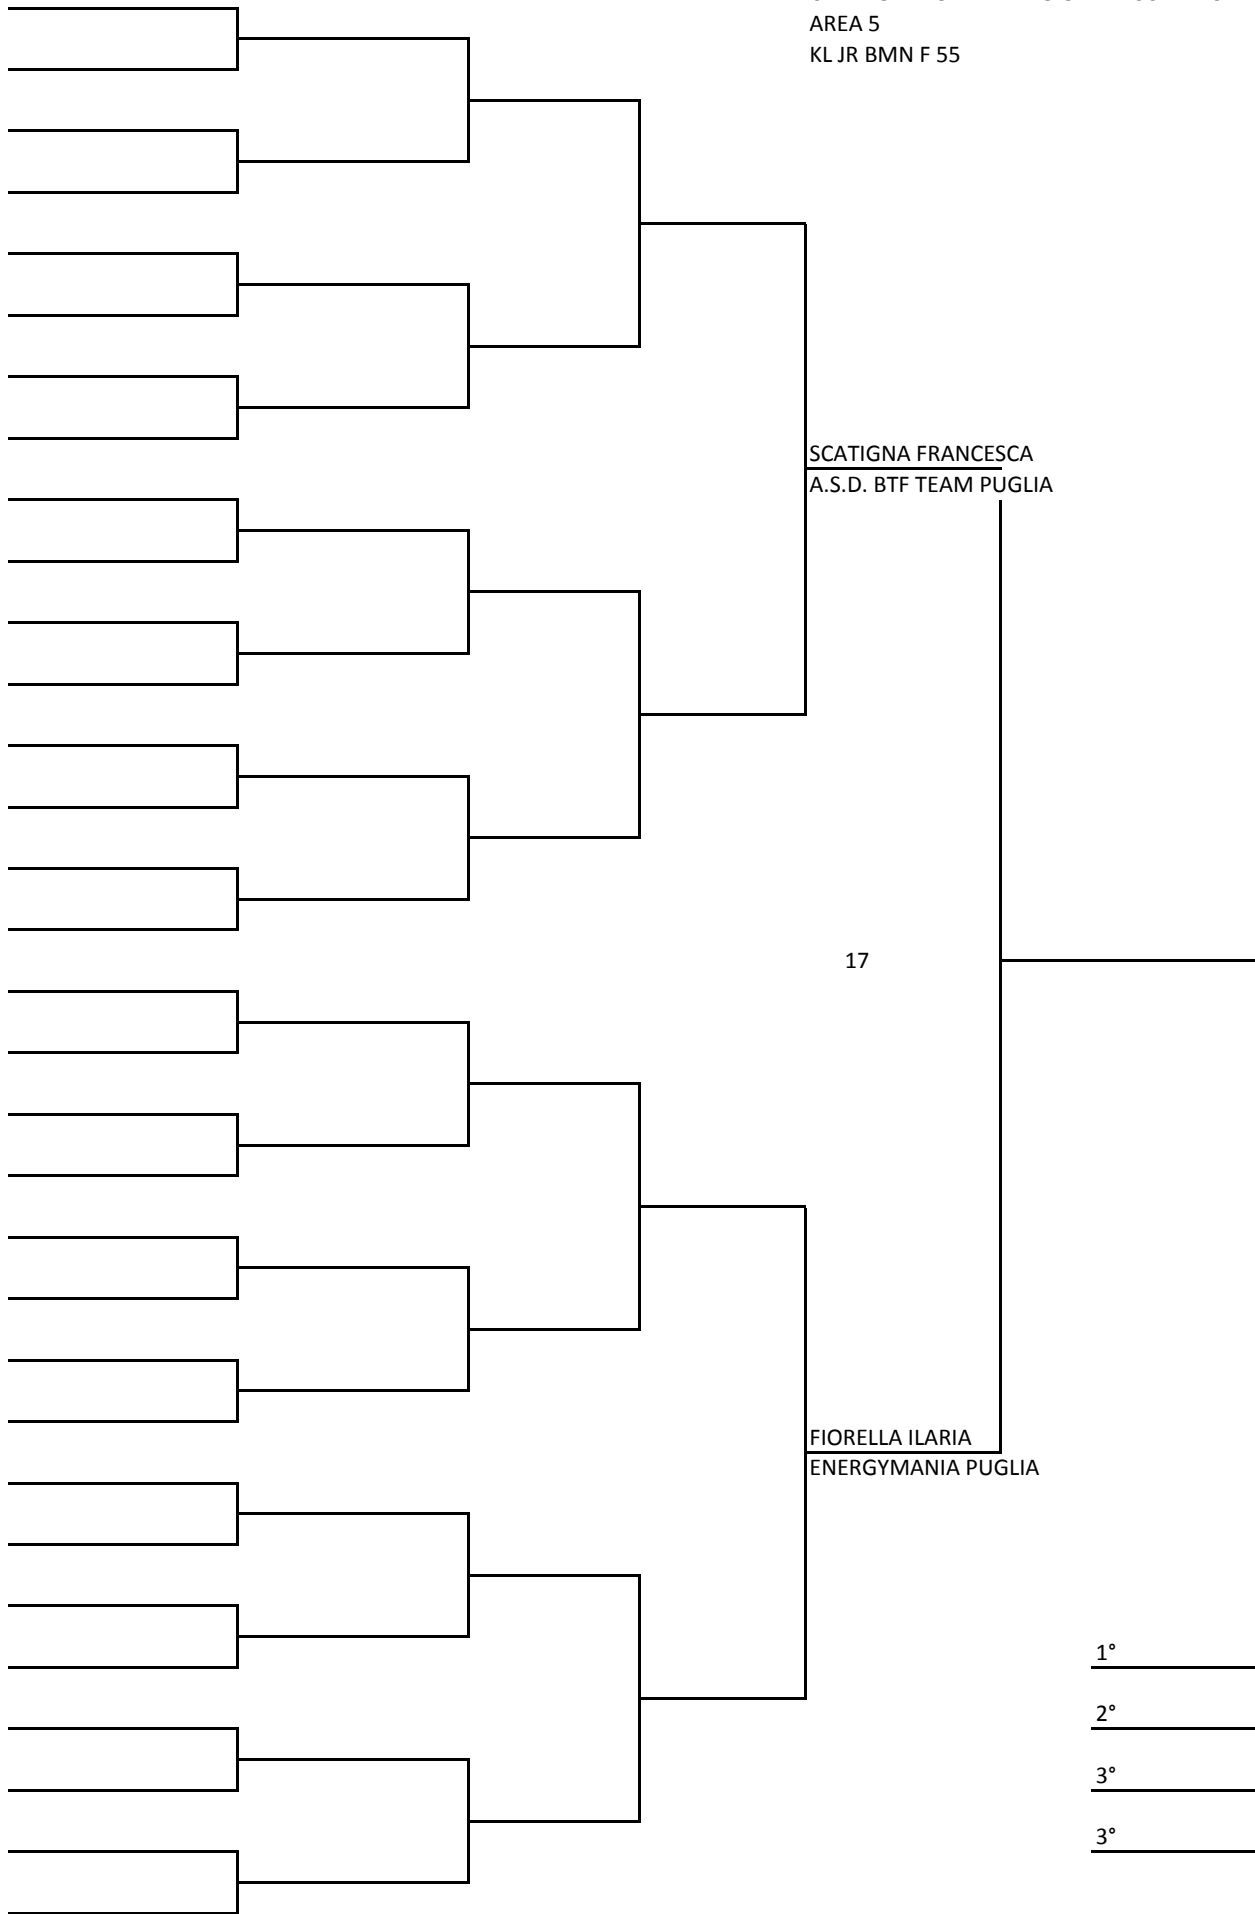 AREA 5
KL JR BMN F 55
SCATIGNA FRANCESCA
A.S.D. BTF TEAM PUGLIA
17
FIORELLA ILARIA
ENERGYMANIA PUGLIA
1°
2°
3°
3°